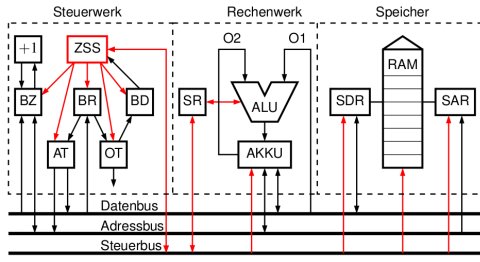 Steuerwerk Rechenwerk Speicher
+1 ZSS O2 O1 RAM
BZ BR BD SR ALU SDR SAR
AT OT AKKU
Datenbus
Adressbus
Steuerbus